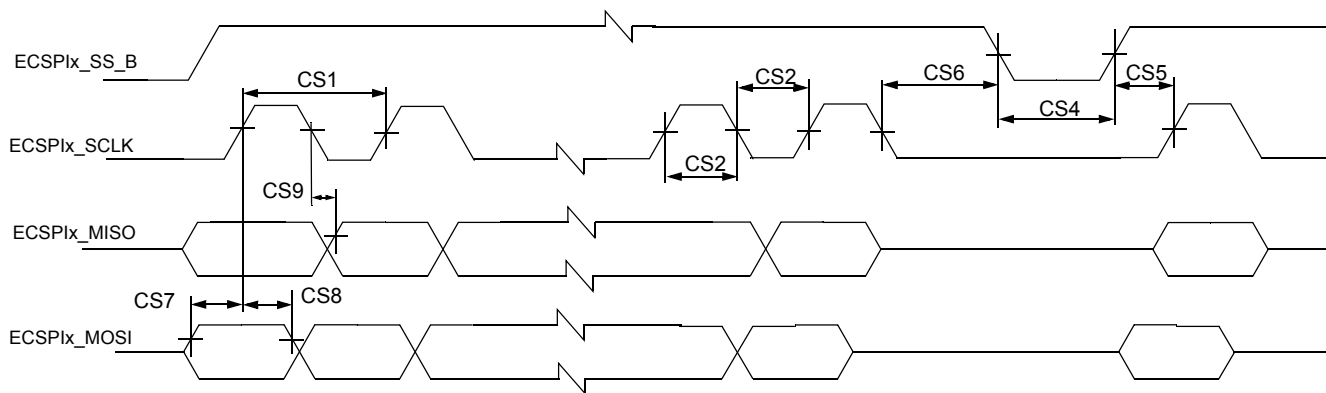 ECSPIx_SS_B
CS1
CS2
CS6
CS5
CS4
ECSPIx_SCLK
CS2
CS9
ECSPIx_MISO
CS7
CS8
ECSPIx_MOSI